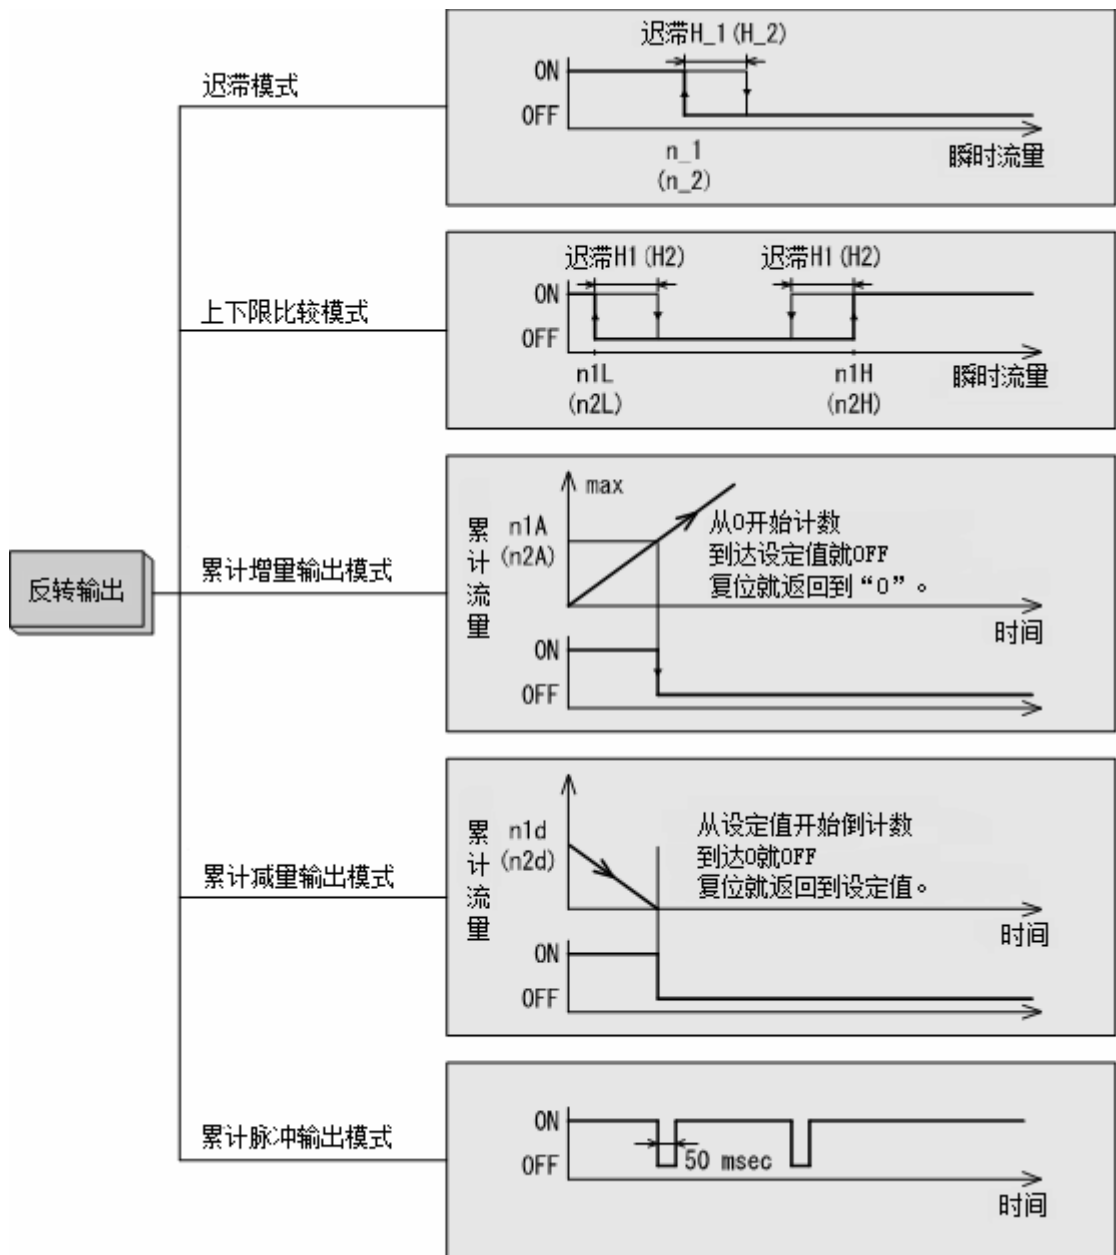 反转输出
迟滞模式
迟滞H_1(H_2)
ON
OFF
n_1
(n_2)
瞬时流量
上下限比较模式
迟滞H1(H2)
迟滞H1(H2)
ON
OFF
n1L
(n2L)
n1H
(n2H)
瞬时流量
累计增量输出模式
累计流量
max
n1A
(n2A)
从0开始计数
到达设定值就OFF
复位就返回到“0”。
时间
ON
OFF
累计减量输出模式
累计流量
n1d
(n2d)
从设定值开始倒计数
到达0就OFF
复位就返回到设定值。
时间
ON
OFF
累计脉冲输出模式
ON
OFF
50 msec
时间